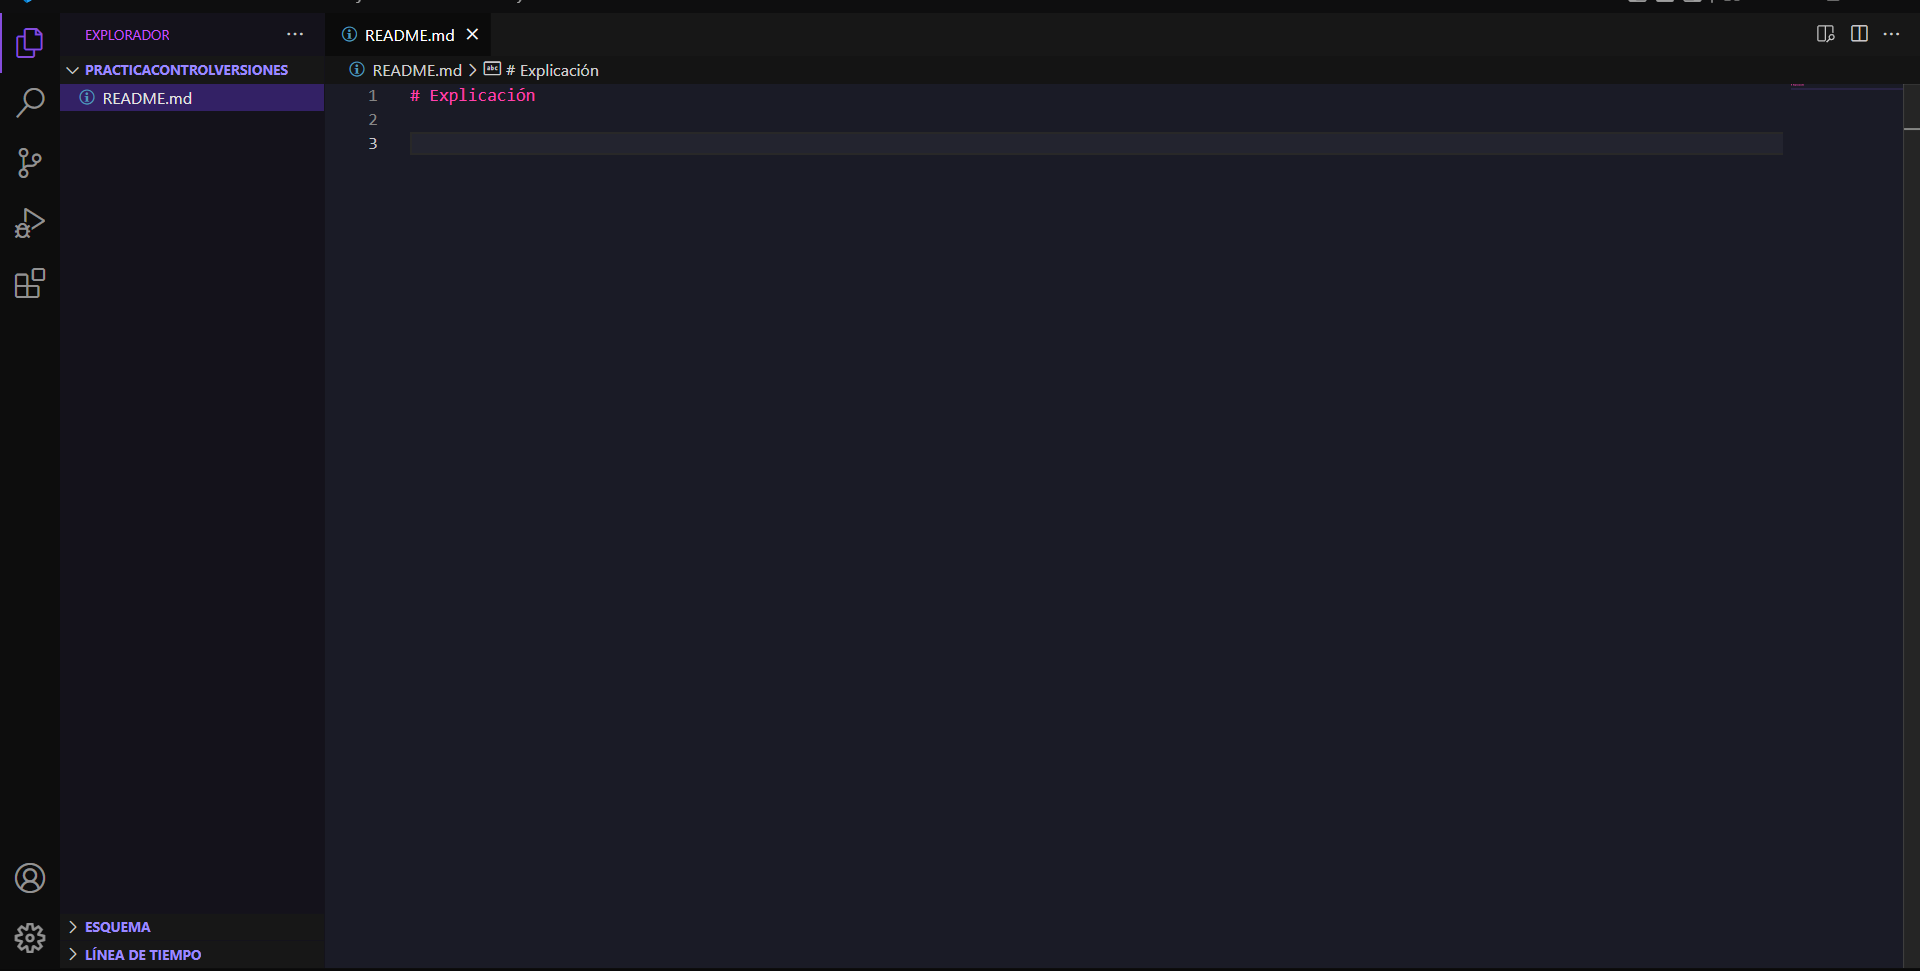 EXPLORADOR
PRACTICACONTROLVERSIONES
README.md
ESQUEMA
LÍNEA DE TIEMPO
README.md
README.md > # Explicación
1 # Explicación
2
3